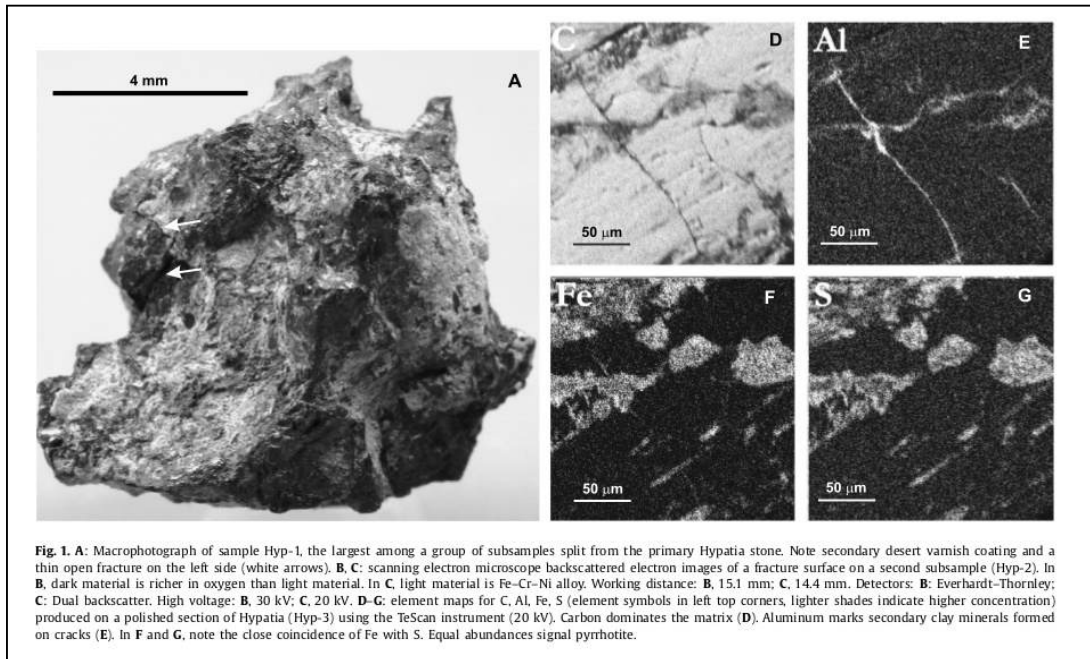 4 mm
A
C
D
50 μm
Al
E
50 μm
Fe
F
50 μm
S
G
50 μm
Fig. 1. A: Macrophotograph of sample Hyp-1, the largest among a group of subsamples split from the primary Hypatia stone. Note secondary desert varnish coating and a
thin open fracture on the left side (white arrows). B, C: scanning electron microscope backscattered electron images of a fracture surface on a second subsample (Hyp-2). In
B, dark material is richer in oxygen than light material. In C, light material is Fe–Cr–Ni alloy. Working distance: B, 15.1 mm; C, 14.4 mm. Detectors: B: Everhardt–Thornley;
C: Dual backscatter. High voltage: B, 30 kV; C, 20 kV. D–G: element maps for C, Al, Fe, S (element symbols in left top corners, lighter shades indicate higher concentration)
produced on a polished section of Hypatia (Hyp-3) using the TeScan instrument (20 kV). Carbon dominates the matrix (D). Aluminum marks secondary clay minerals formed
on cracks (E). In F and G, note the close coincidence of Fe with S. Equal abundances signal pyrrhotite.